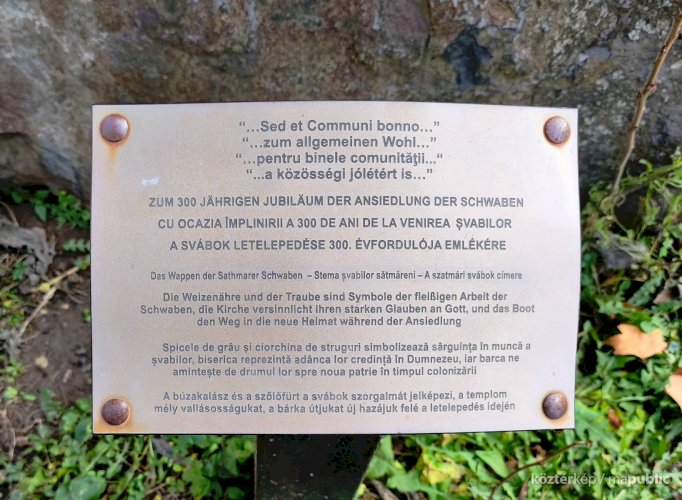 “...Sed et Communi bonno...”
“...zum allgemeinen Wohl...”
“...pentru binele comunităţii...“
“...a közösségi jólétért is...”
ZUM 300 JÄHRIGEN JUBILÄUM DER ANSIEDLUNG DER SCHWABEN
CU OCAZIA ÎMPLINIRII A 300 DE ANI DE LA VENIREA ŞVABILOR
A SVÁBOK LETELEPEDÉSE 300. ÉVFORDULÓJA EMLÉKÉRE
Das Wappen der Sathmarer Schwaben – Stema şvabilor sătmăreni – A szatmári svábok címere
Die Weizenähre und der Traube sind Symbole der fleißigen Arbeit der
Schwaben, die Kirche versinnlicht ihren starken Glauben an Gott, und das Boot
den Weg in die neue Heimat während der Ansiedlung
Spicele de grâu şi ciorchina de struguri simbolizează sârguinţa în muncă a
şvabilor, biserica reprezintă adânca lor credinţă în Dumnezeu, iar barca ne
aminteşte de drumul lor spre noua patrie în timpul colonizării
A búzakalász és a szőlőfürt a svábok szorgalmát jelképezi, a templom
mély vallásosságukat, a bárka útjukat új hazájuk felé a letelepedés idején
köztérkép / mapublic